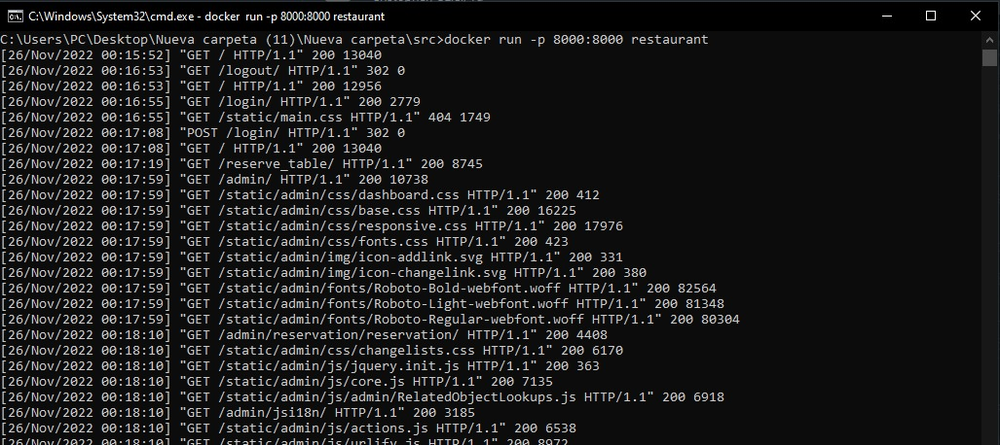 C:\Windows\System32\cmd.exe - docker run -p 8000:8000 restaurant
C:\Users\PC\Desktop\Nueva carpeta (11)\Nueva carpeta\src>docker run -p 8000:8000 restaurant
[26/Nov/2022 00:15:52] "GET / HTTP/1.1" 200 13040
[26/Nov/2022 00:16:53] "GET /logout/ HTTP/1.1" 302 0
[26/Nov/2022 00:16:53] "GET / HTTP/1.1" 200 12956
[26/Nov/2022 00:16:55] "GET /login/ HTTP/1.1" 200 2779
[26/Nov/2022 00:16:55] "GET /static/main.css HTTP/1.1" 404 1749
[26/Nov/2022 00:17:08] "POST /login/ HTTP/1.1" 302 0
[26/Nov/2022 00:17:08] "GET / HTTP/1.1" 200 13040
[26/Nov/2022 00:17:19] "GET /reserve_table/ HTTP/1.1" 200 8745
[26/Nov/2022 00:17:59] "GET /admin/ HTTP/1.1" 200 10738
[26/Nov/2022 00:17:59] "GET /static/admin/css/dashboard.css HTTP/1.1" 200 412
[26/Nov/2022 00:17:59] "GET /static/admin/css/base.css HTTP/1.1" 200 16225
[26/Nov/2022 00:17:59] "GET /static/admin/css/responsive.css HTTP/1.1" 200 17976
[26/Nov/2022 00:17:59] "GET /static/admin/css/fonts.css HTTP/1.1" 200 423
[26/Nov/2022 00:17:59] "GET /static/admin/img/icon-addlink.svg HTTP/1.1" 200 331
[26/Nov/2022 00:17:59] "GET /static/admin/img/icon-changelink.svg HTTP/1.1" 200 380
[26/Nov/2022 00:17:59] "GET /static/admin/fonts/Roboto-Bold-webfont.woff HTTP/1.1" 200 82564
[26/Nov/2022 00:17:59] "GET /static/admin/fonts/Roboto-Light-webfont.woff HTTP/1.1" 200 81348
[26/Nov/2022 00:17:59] "GET /static/admin/fonts/Roboto-Regular-webfont.woff HTTP/1.1" 200 80304
[26/Nov/2022 00:18:10] "GET /admin/reservation/reservation/ HTTP/1.1" 200 4408
[26/Nov/2022 00:18:10] "GET /static/admin/css/changelists.css HTTP/1.1" 200 6170
[26/Nov/2022 00:18:10] "GET /static/admin/js/jquery.init.js HTTP/1.1" 200 363
[26/Nov/2022 00:18:10] "GET /static/admin/js/core.js HTTP/1.1" 200 7135
[26/Nov/2022 00:18:10] "GET /static/admin/js/admin/RelatedObjectLookups.js HTTP/1.1" 200 6918
[26/Nov/2022 00:18:10] "GET /admin/jsi18n/ HTTP/1.1" 200 3185
[26/Nov/2022 00:18:10] "GET /static/admin/js/actions.js HTTP/1.1" 200 6538
[26/Nov/2022 00:18:10] "GET /static/admin/js/urlify.js HTTP/1.1" 200 8972